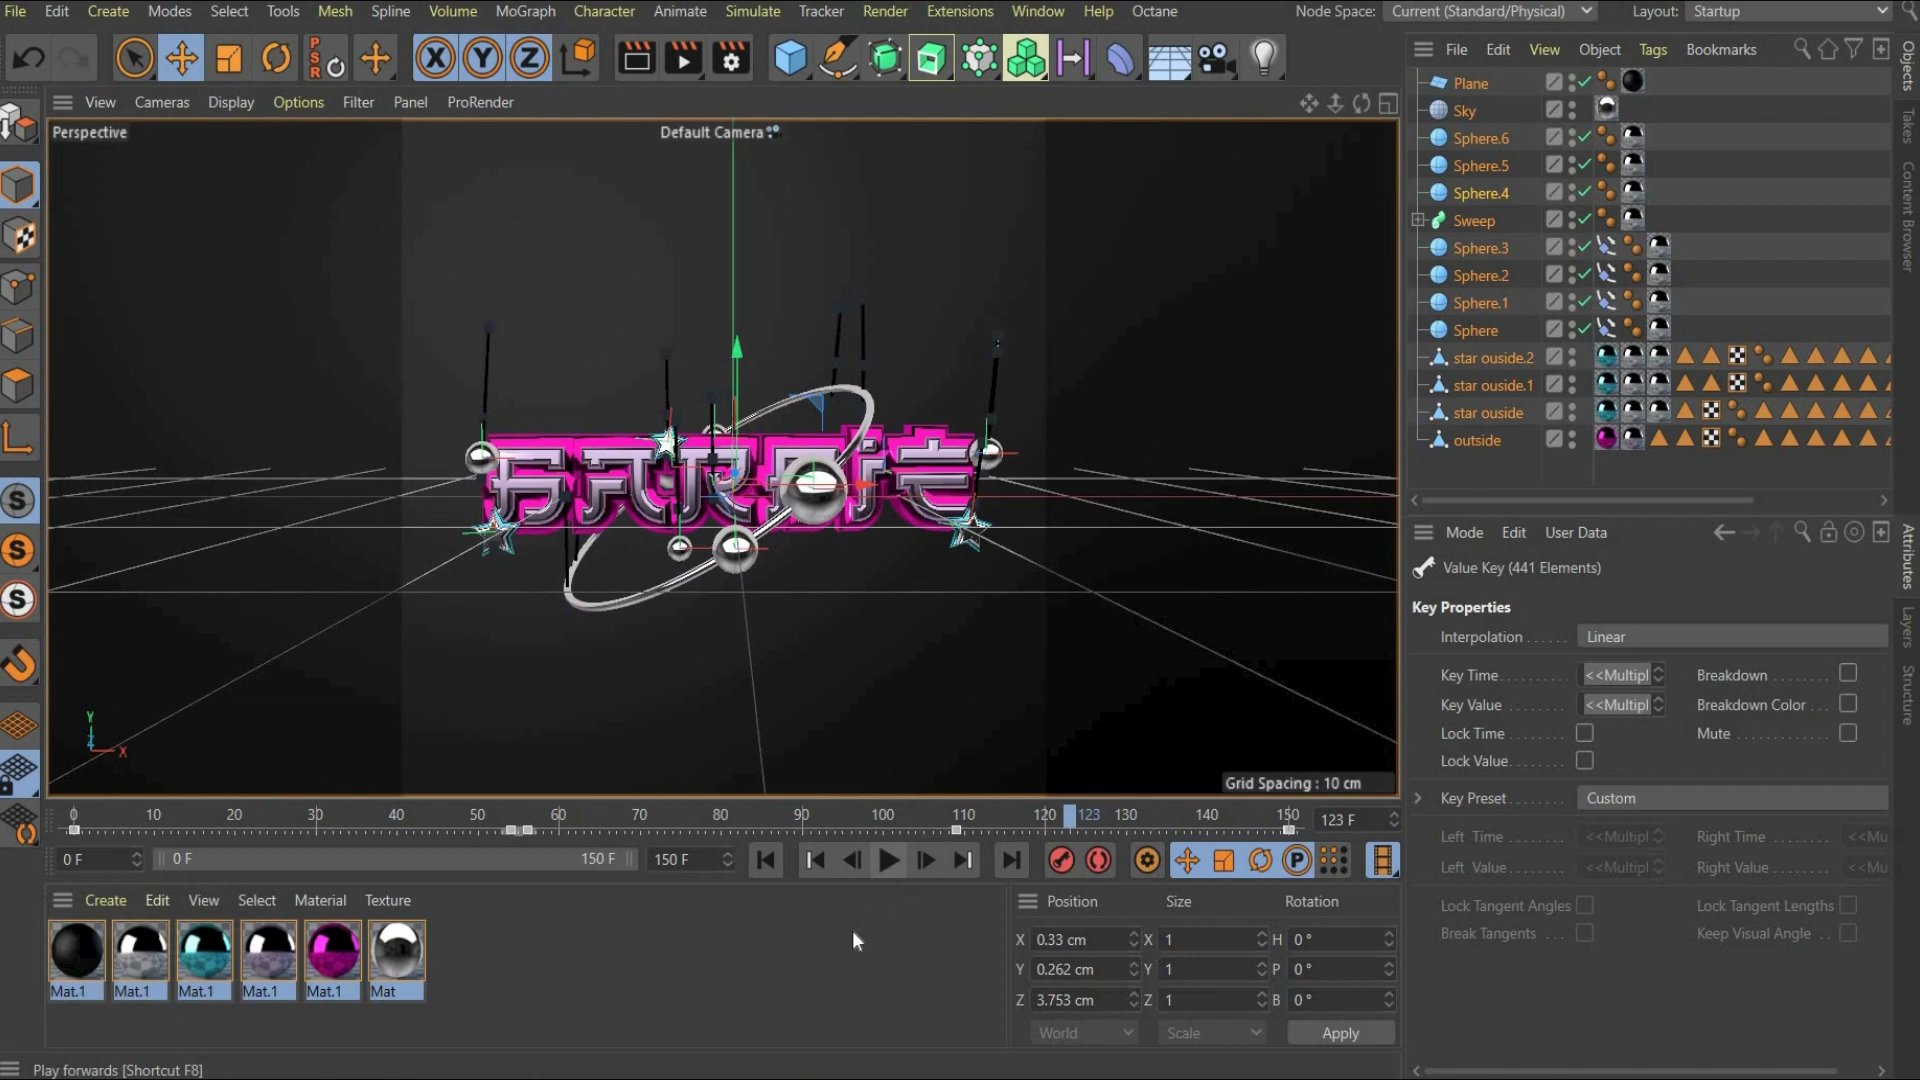 File Edit Create Modes Select Tools Mesh Spline Volume MoGraph Character Animate Simulate Tracker Render Extensions Window Help Octane Node Space: Current (Standard/Physical) Layout: Startup
P S R X Y Z
File Edit View Object Tags Bookmarks
View Cameras Display Options Filter Panel ProRender
Perspective
Default Camera
Plane
Sky
Sphere.6
Sphere.5
Sphere.4
Sweep
Sphere.3
Sphere.2
Sphere.1
Sphere
star ouside.2
star ouside.1
star ouside
outside
Objects
Takes
Content Browser
Attributes
Layers
Structure
S
S
S
Y
Z
X
Grid Spacing : 10 cm
Mode Edit User Data
Value Key (441 Elements)
Key Properties
Interpolation . . . . . . Linear
Key Time . . . . . . . . . <<Multipl Breakdown . . . . . . . .
Key Value . . . . . . . . <<Multipl Breakdown Color . . .
Lock Time . . . . . . . . Mute . . . . . . . . . . . . .
Lock Value . . . . . . .
Key Preset . . . . . . . . Custom
Left Time . . . . . . . . <<Multipl Right Time . . . . . . . . <<Mu
Left Value . . . . . . . . <<Multipl Right Value . . . . . . . <<Mu
Lock Tangent Angles Lock Tangent Lengths
Break Tangents . . . Keep Visual Angle . .
0 10 20 30 40 50 60 70 80 90 100 110 120 123 130 140 150 123 F
0 F 0 F 150 F 150 F P
Create Edit View Select Material Texture
Mat.1 Mat.1 Mat.1 Mat.1 Mat.1 Mat
Position Size Rotation
X 0.33 cm X 1 H 0 °
Y 0.262 cm Y 1 P 0 °
Z 3.753 cm Z 1 B 0 °
World Scale Apply
Play forwards [Shortcut F8]